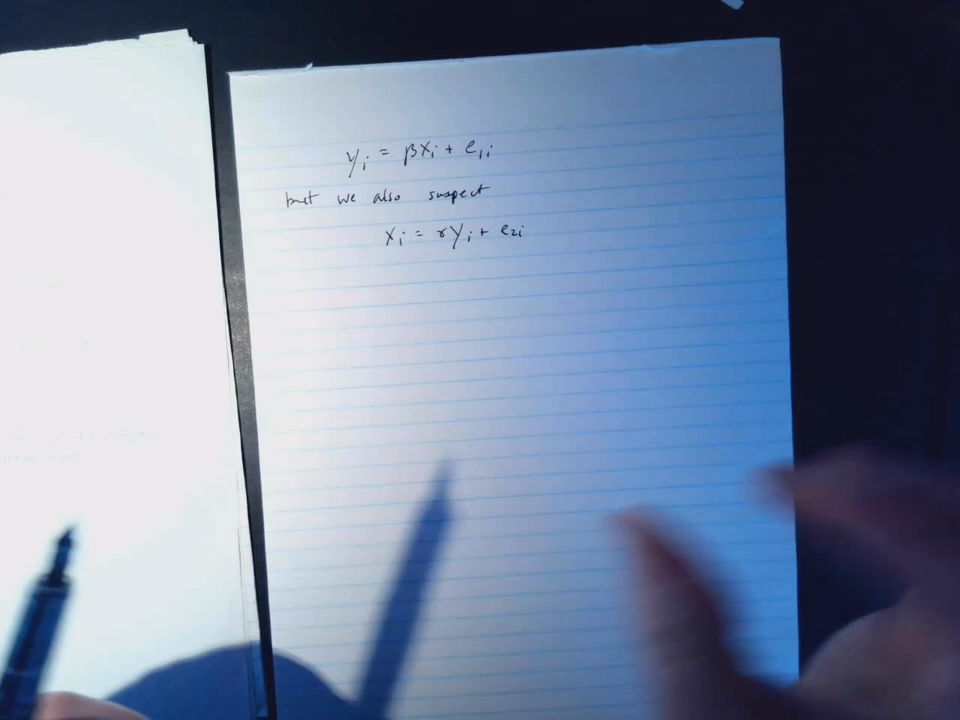 yᵢ = βxᵢ + e₁ᵢ
but we also suspect
xᵢ = γyᵢ + e₂ᵢ